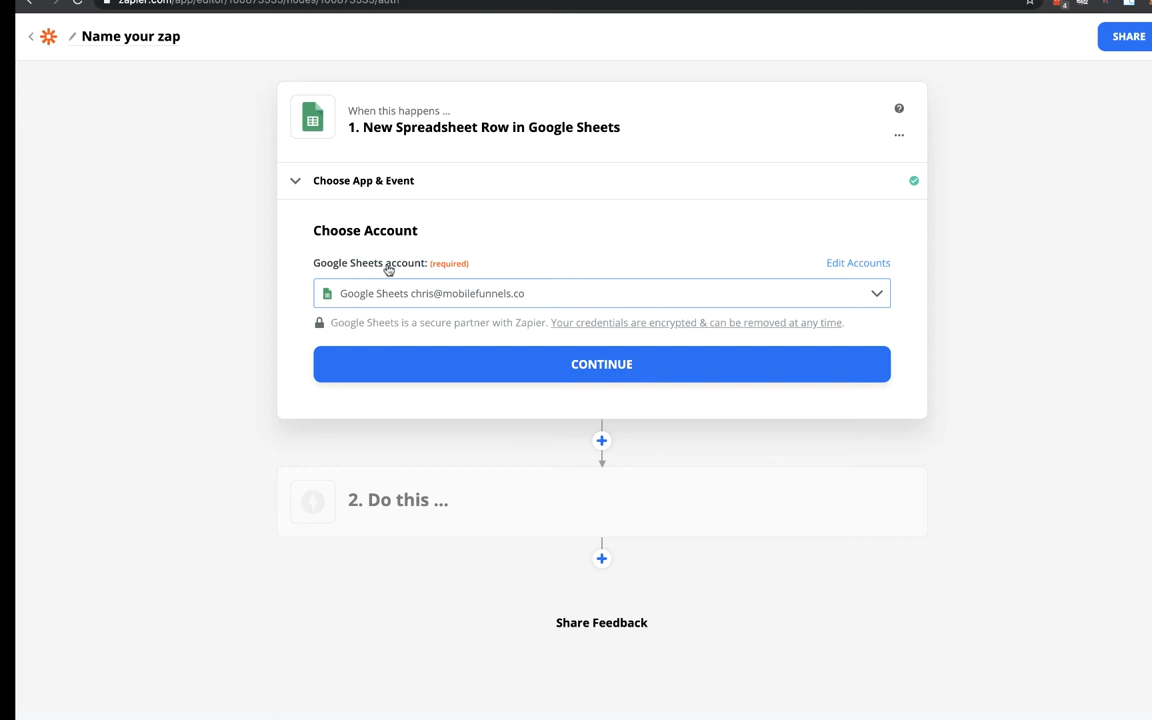 Name your zap
SHARE
When this happens ...
1. New Spreadsheet Row in Google Sheets
...
Choose App & Event
Choose Account
Google Sheets account: (required)
Edit Accounts
Google Sheets chris@mobilefunnels.co
Google Sheets is a secure partner with Zapier. Your credentials are encrypted & can be removed at any time.
CONTINUE
2. Do this ...
Share Feedback